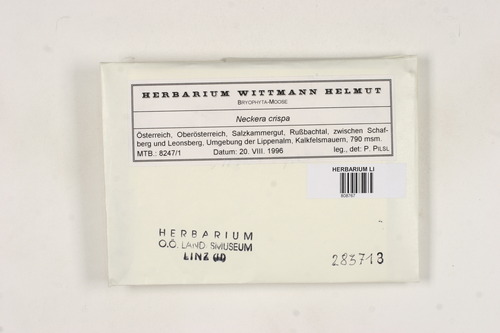 HERBARIUM WITTMANN HELMUT
BRYOPHYTA-MOOSE
Neckera crispa
Österreich, Oberösterreich, Salzkammergut, Rußbachtal, zwischen Schaf-
berg und Leonsberg, Umgebung der Lippenalm, Kalkfelsmauern, 790 msm.
MTB.: 8247/1 Datum: 20. VIII. 1996 leg., det: P. PILSL
HERBARIUM LI
808767
HERBARIUM
O.Ö. LANDESMUSEUM
LINZ
283713